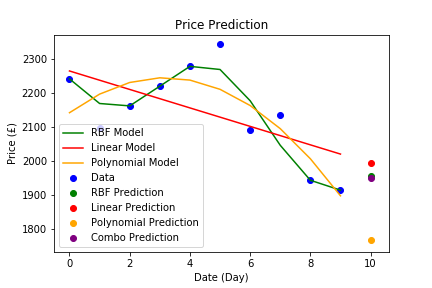 Price Prediction
Price (£)
2300
2200
2100
2000
1900
1800
RBF Model
Linear Model
Polynomial Model
Data
RBF Prediction
Linear Prediction
Polynomial Prediction
Combo Prediction
0 2 4 6 8 10
Date (Day)